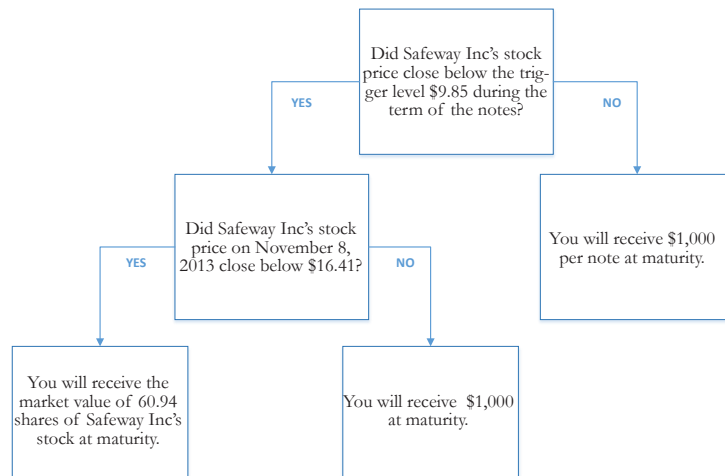 Did Safeway Inc's stock
price close below the trig-
ger level $9.85 during the
term of the notes?
YES
NO
Did Safeway Inc's stock
price on November 8,
2013 close below $16.41?
You will receive $1,000
per note at maturity.
YES
NO
You will receive the
market value of 60.94
shares of Safeway Inc's
stock at maturity.
You will receive $1,000
at maturity.